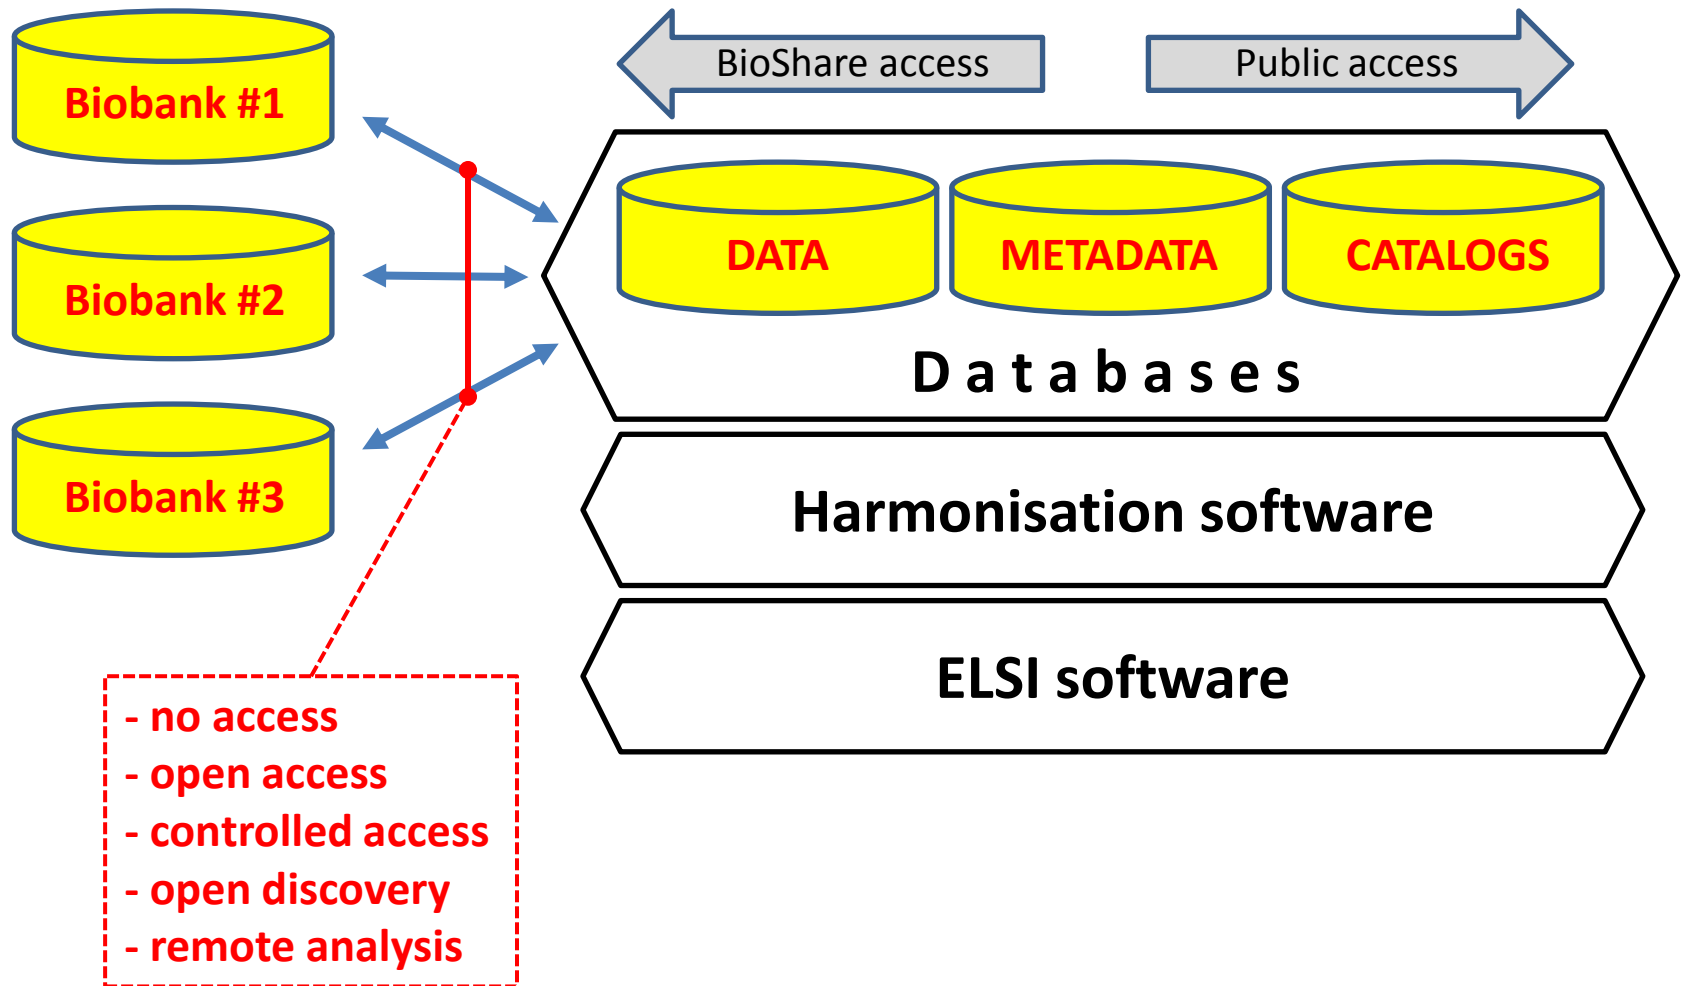 Biobank #1
Biobank #2
Biobank #3
BioShare access
Public access
DATA
METADATA
CATALOGS
Databases
Harmonisation software
ELSI software
- no access
- open access
- controlled access
- open discovery
- remote analysis